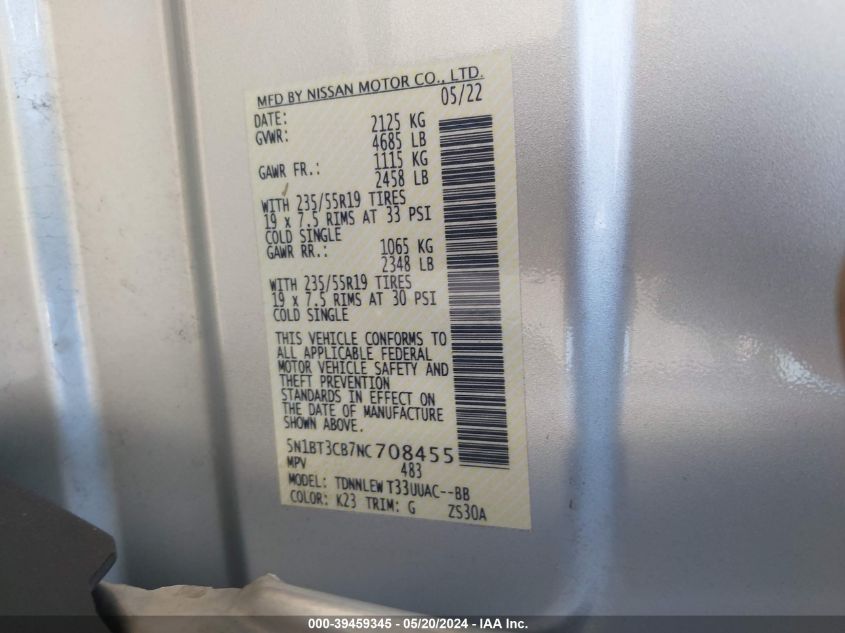 MFD BY NISSAN MOTOR CO., LTD.
DATE: 05/22
GVWR: 2125 KG
4685 LB
GAWR FR.: 1115 KG
2458 LB
WITH 235/55R19 TIRES
19 x 7.5 RIMS AT 33 PSI
COLD SINGLE
GAWR RR.: 1065 KG
2348 LB
WITH 235/55R19 TIRES
19 x 7.5 RIMS AT 30 PSI
COLD SINGLE
THIS VEHICLE CONFORMS TO
ALL APPLICABLE FEDERAL
MOTOR VEHICLE SAFETY AND
THEFT PREVENTION
STANDARDS IN EFFECT ON
THE DATE OF MANUFACTURE
SHOWN ABOVE.
5N1BT3CB7NC708455
MPV 483
MODEL: TDNNLEW T33UUAC--BB
COLOR: K23 TRIM: G ZS30A
000-39459345 - 05/20/2024 - IAA, Inc.